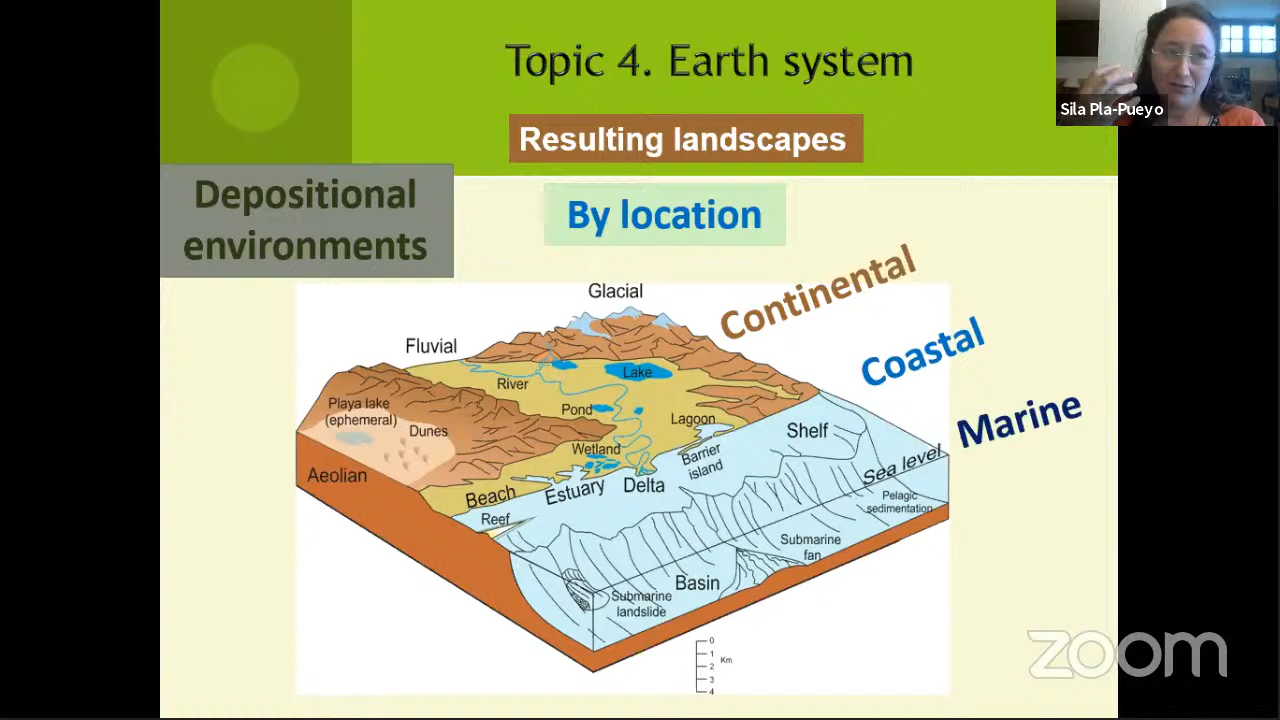 Topic 4. Earth system
Sila Pla-Pueyo
Resulting landscapes
Depositional
environments
By location
Continental
Coastal
Marine
Glacial
Fluvial
River
Lake
Playa lake
(ephemeral)
Dunes
Pond
Lagoon
Shelf
Wetland
Barrier
island
Sea level
Aeolian
Beach
Estuary
Delta
Pelagic
sedimentation
Reef
Submarine
fan
Basin
Submarine
landslide
0
1
2
3
4
Km
zoom